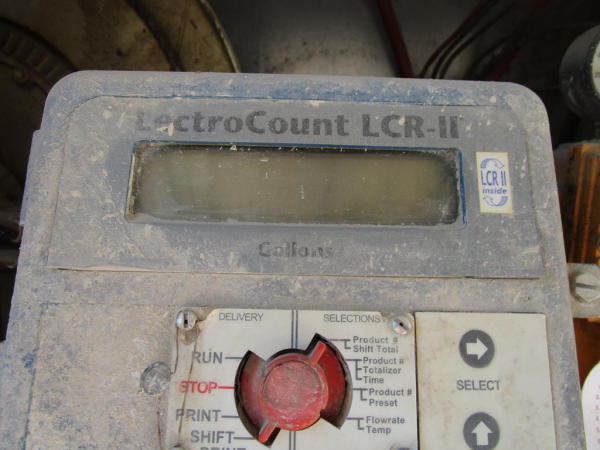 LectroCount LCR-II
LCR II
inside
Gallons
DELIVERY
SELECTIONS
RUN
STOP
PRINT
SHIFT
PRINT
Product #
Shift Total
Product #
Totalizer
Time
Product #
Preset
Flowrate
Temp
SELECT